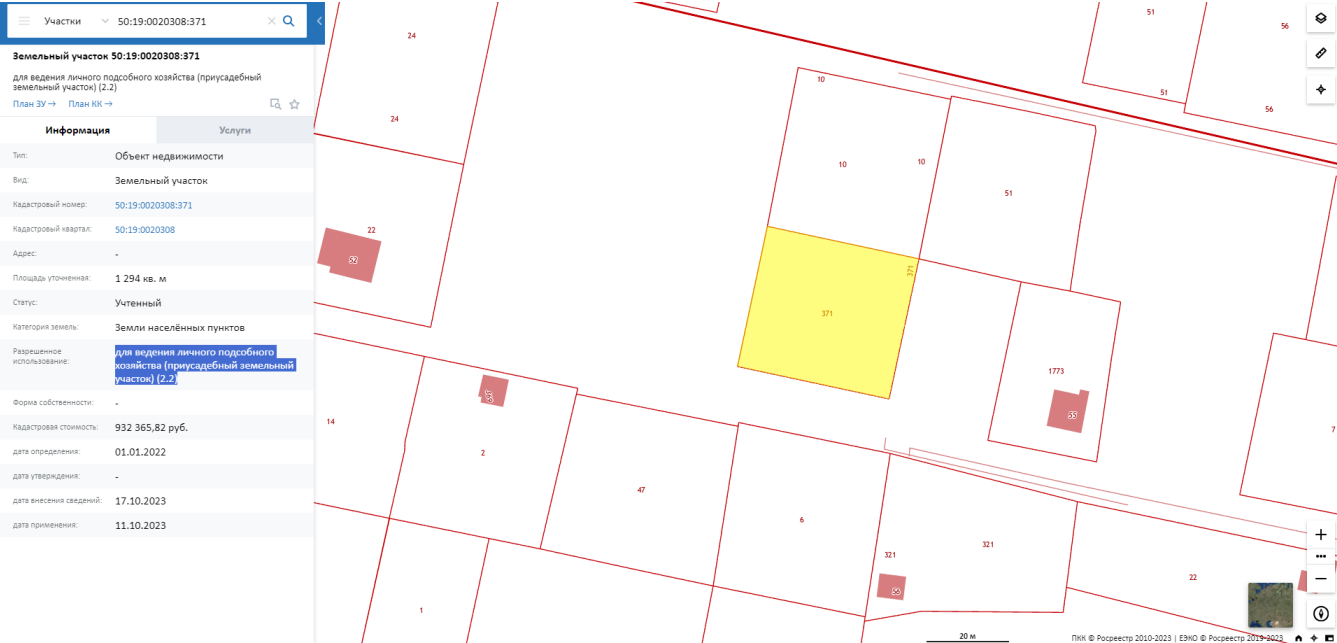 Участки 50:19:0020308:371
Земельный участок 50:19:0020308:371
для ведения личного подсобного хозяйства (приусадебный
земельный участок) (2.2)
План ЗУ → План КК →
Информация Услуги
Тип: Объект недвижимости
Вид: Земельный участок
Кадастровый номер: 50:19:0020308:371
Кадастровый квартал: 50:19:0020308
Адрес: -
Площадь уточненная: 1 294 кв. м
Статус: Учтенный
Категория земель: Земли населённых пунктов
Разрешенное использование: для ведения личного подсобного
хозяйства (приусадебный земельный
участок) (2.2)
Форма собственности: -
Кадастровая стоимость: 932 365,82 руб.
дата определения: 01.01.2022
дата утверждения: -
дата внесения сведений: 17.10.2023
дата применения: 11.10.2023
24
51
56
10
51
56
24
10
10
51
22
52
371
371
1773
55
14
2
47
6
321
321
22
56
1
7
20 м
ПКК © Росреестр 2010-2023 | ЕЭКО © Росреестр 2019-2023